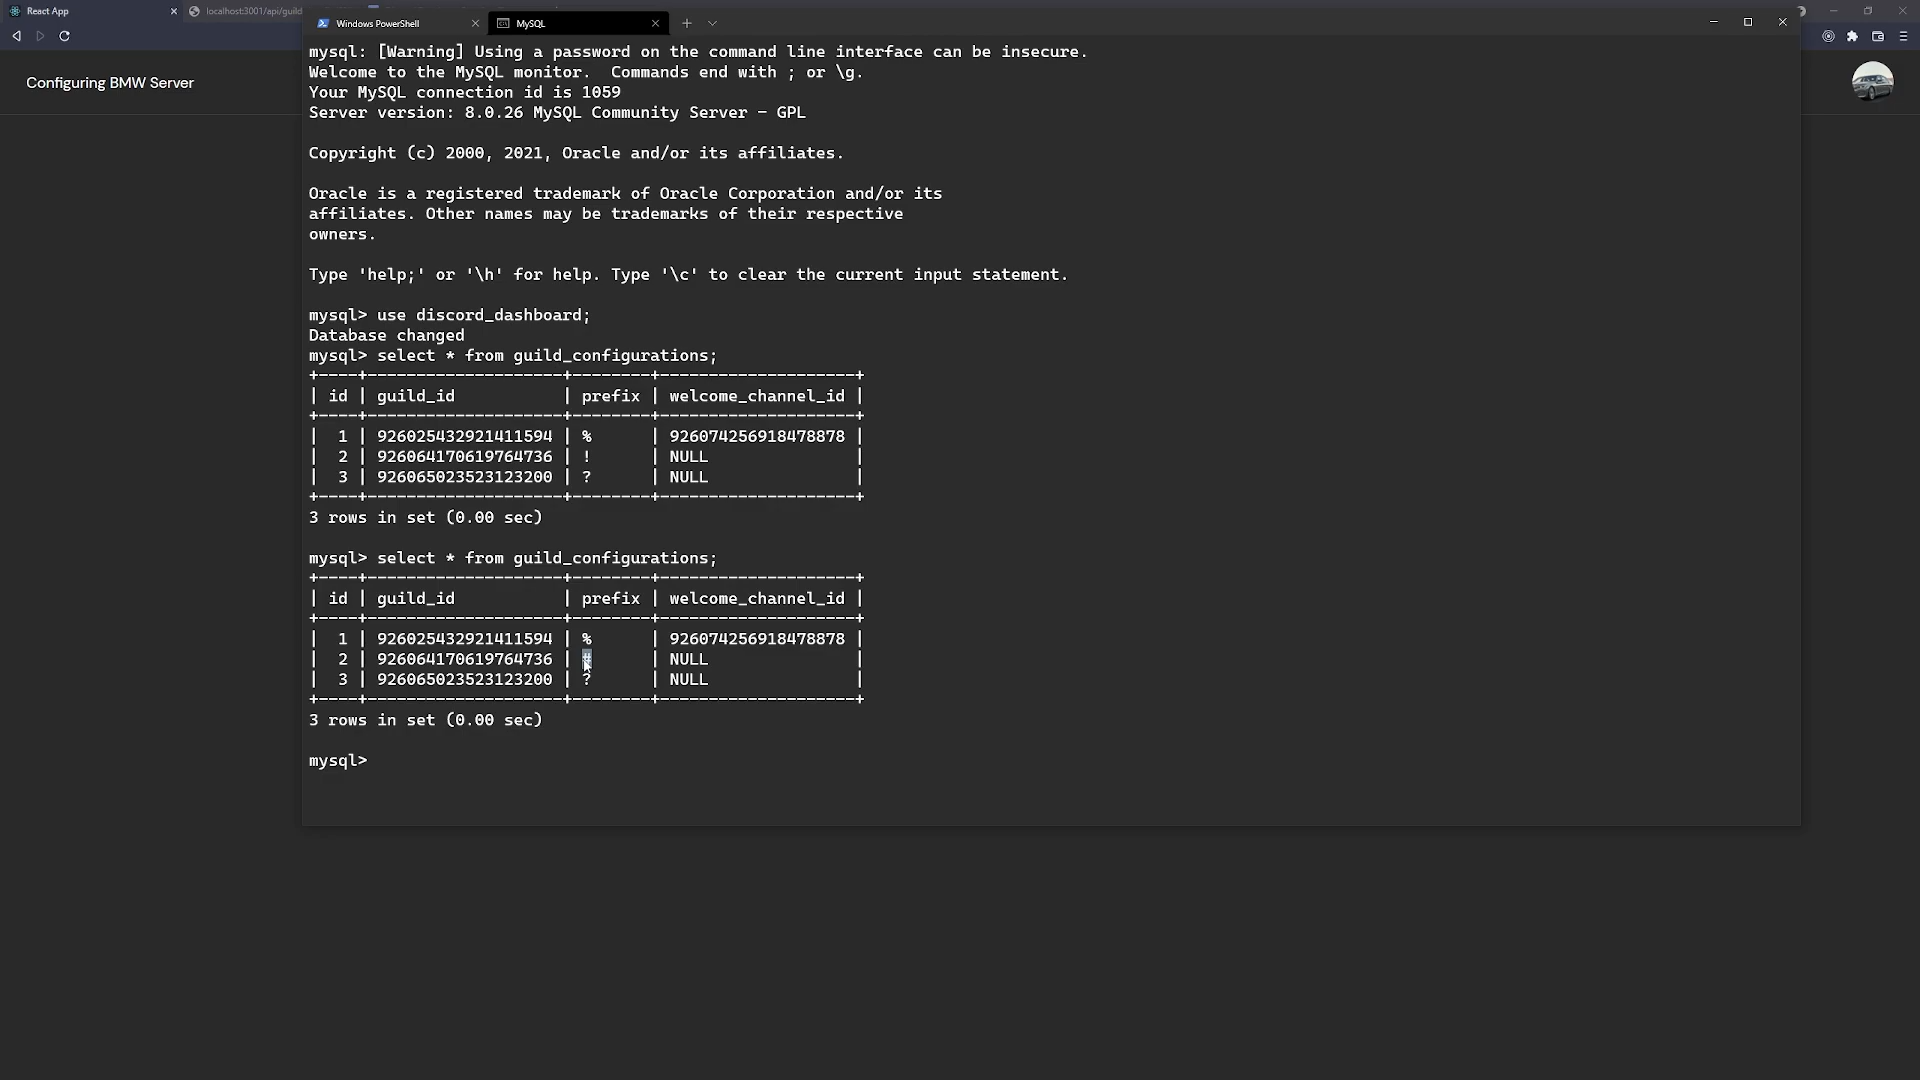 React App
localhost:3001/api/guild
Configuring BMW Server
Windows PowerShell
MySQL
mysql: [Warning] Using a password on the command line interface can be insecure.
Welcome to the MySQL monitor.  Commands end with ; or \g.
Your MySQL connection id is 1059
Server version: 8.0.26 MySQL Community Server - GPL
Copyright (c) 2000, 2021, Oracle and/or its affiliates.
Oracle is a registered trademark of Oracle Corporation and/or its
affiliates. Other names may be trademarks of their respective
owners.
Type 'help;' or '\h' for help. Type '\c' to clear the current input statement.
mysql> use discord_dashboard;
Database changed
mysql> select * from guild_configurations;
+----+--------------------+--------+--------------------+
| id | guild_id           | prefix | welcome_channel_id |
+----+--------------------+--------+--------------------+
|  1 | 926025432921411594 | %      | 926074256918478878 |
|  2 | 926064170619764736 | !      | NULL               |
|  3 | 926065023523123200 | ?      | NULL               |
+----+--------------------+--------+--------------------+
3 rows in set (0.00 sec)
mysql> select * from guild_configurations;
+----+--------------------+--------+--------------------+
| id | guild_id           | prefix | welcome_channel_id |
+----+--------------------+--------+--------------------+
|  1 | 926025432921411594 | %      | 926074256918478878 |
|  2 | 926064170619764736 | #      | NULL               |
|  3 | 926065023523123200 | ?      | NULL               |
+----+--------------------+--------+--------------------+
3 rows in set (0.00 sec)
mysql>